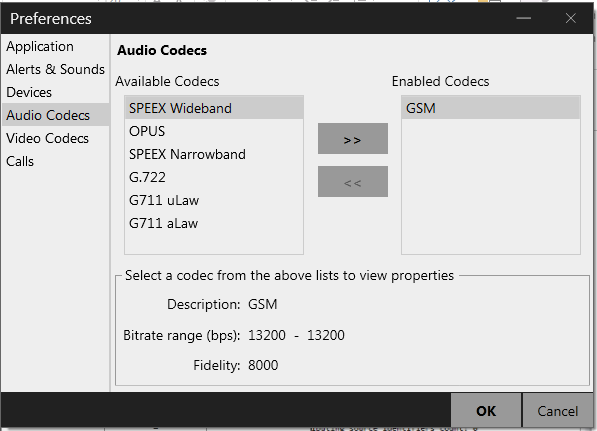 Preferences
Application
Alerts & Sounds
Devices
Audio Codecs
Video Codecs
Calls
Audio Codecs
Available Codecs
SPEEX Wideband
OPUS
SPEEX Narrowband
G.722
G711 uLaw
G711 aLaw
>>
<<
Enabled Codecs
GSM
Select a codec from the above lists to view properties
Description: GSM
Bitrate range (bps): 13200 - 13200
Fidelity: 8000
OK
Cancel